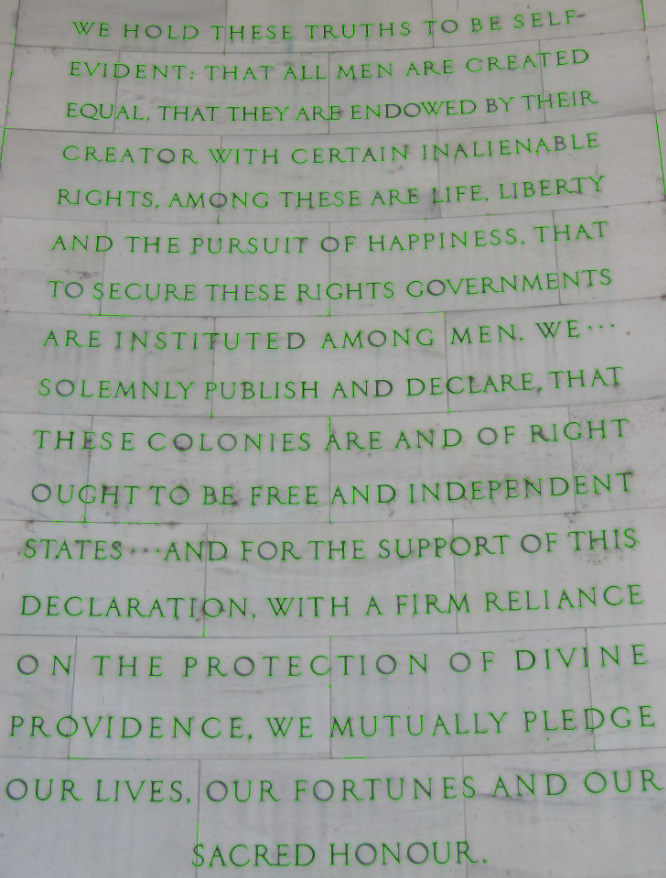 WE HOLD THESE TRUTHS TO BE SELF-
EVIDENT: THAT ALL MEN ARE CREATED
EQUAL, THAT THEY ARE ENDOWED BY THEIR
CREATOR WITH CERTAIN INALIENABLE
RIGHTS, AMONG THESE ARE LIFE, LIBERTY
AND THE PURSUIT OF HAPPINESS, THAT
TO SECURE THESE RIGHTS GOVERNMENTS
ARE INSTITUTED AMONG MEN. WE···
SOLEMNLY PUBLISH AND DECLARE, THAT
THESE COLONIES ARE AND OF RIGHT
OUGHT TO BE FREE AND INDEPENDENT
STATES···AND FOR THE SUPPORT OF THIS
DECLARATION, WITH A FIRM RELIANCE
ON THE PROTECTION OF DIVINE
PROVIDENCE, WE MUTUALLY PLEDGE
OUR LIVES, OUR FORTUNES AND OUR
SACRED HONOUR.